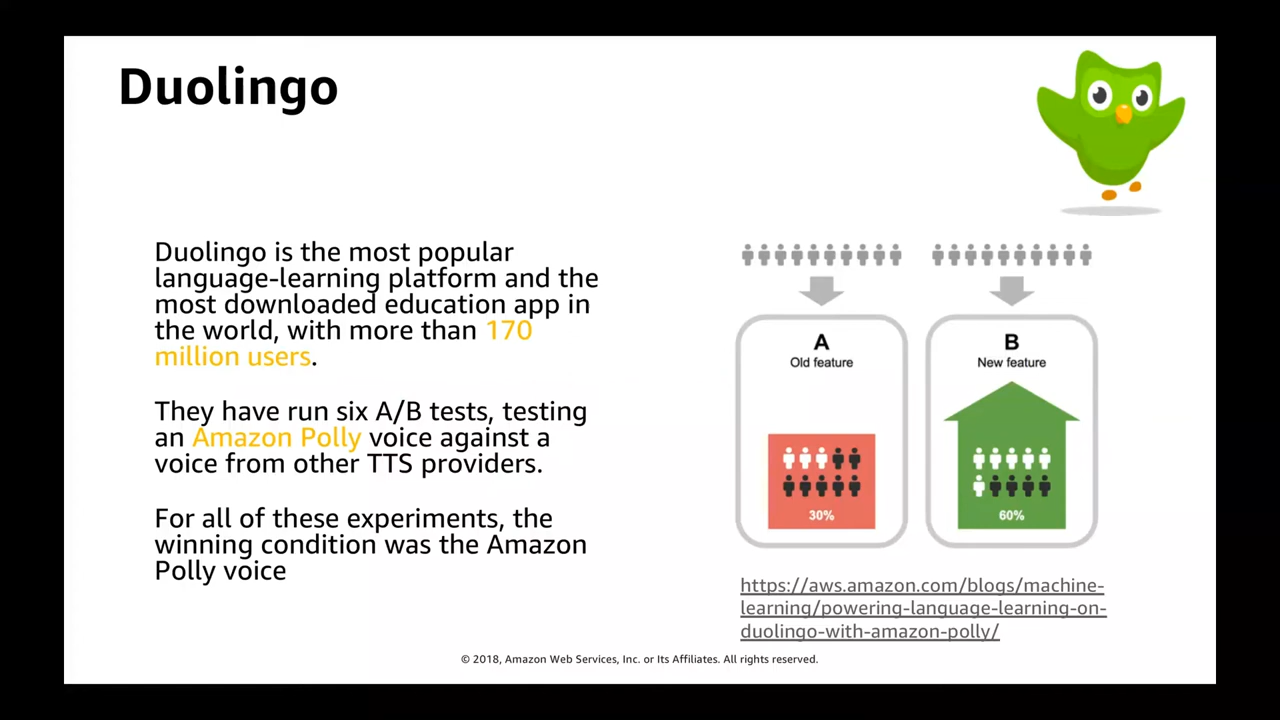 Duolingo
Duolingo is the most popular
language-learning platform and the
most downloaded education app in
the world, with more than 170
million users.
They have run six A/B tests, testing
an Amazon Polly voice against a
voice from other TTS providers.
For all of these experiments, the
winning condition was the Amazon
Polly voice
A
Old feature
30%
B
New feature
60%
https://aws.amazon.com/blogs/machine-
learning/powering-language-learning-on-
duolingo-with-amazon-polly/
© 2018, Amazon Web Services, Inc. or Its Affiliates. All rights reserved.